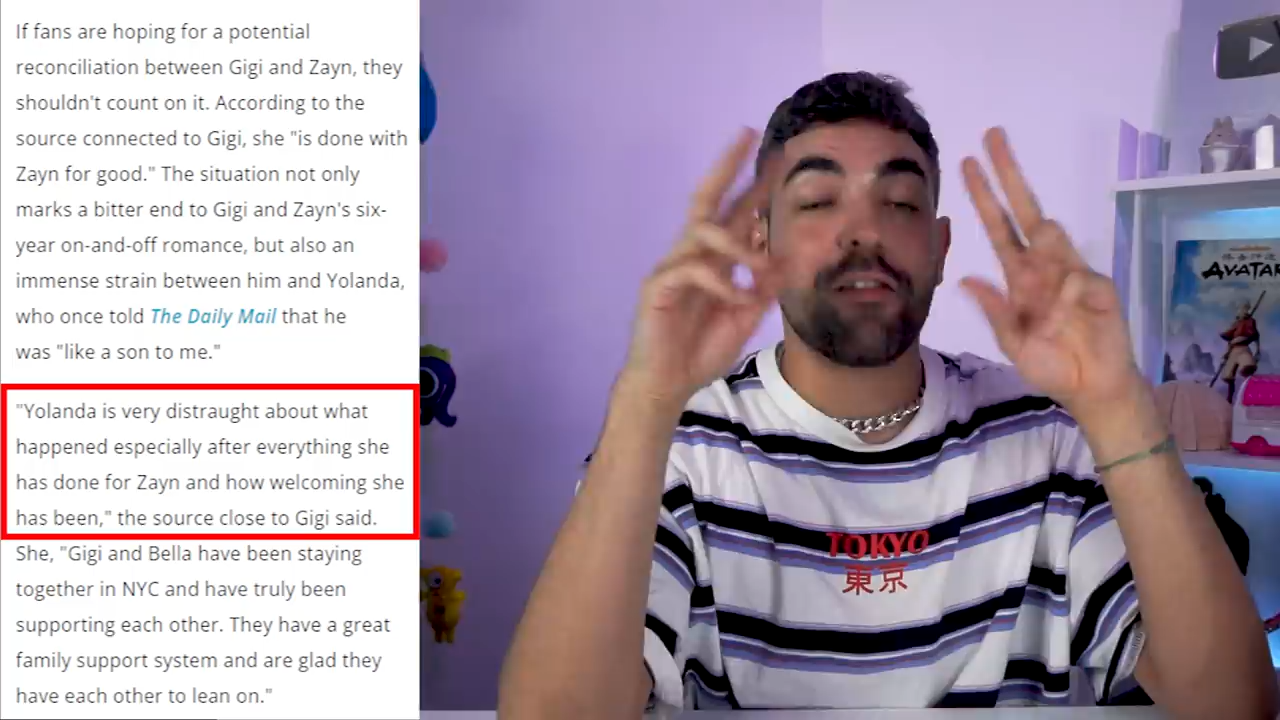 If fans are hoping for a potential
reconciliation between Gigi and Zayn, they
shouldn't count on it. According to the
source connected to Gigi, she "is done with
Zayn for good." The situation not only
marks a bitter end to Gigi and Zayn's six-
year on-and-off romance, but also an
immense strain between him and Yolanda,
who once told The Daily Mail that he
was "like a son to me."
"Yolanda is very distraught about what
happened especially after everything she
has done for Zayn and how welcoming she
has been," the source close to Gigi said.
She, "Gigi and Bella have been staying
together in NYC and have truly been
supporting each other. They have a great
family support system and are glad they
have each other to lean on."
TOKYO
東京
AVATAR